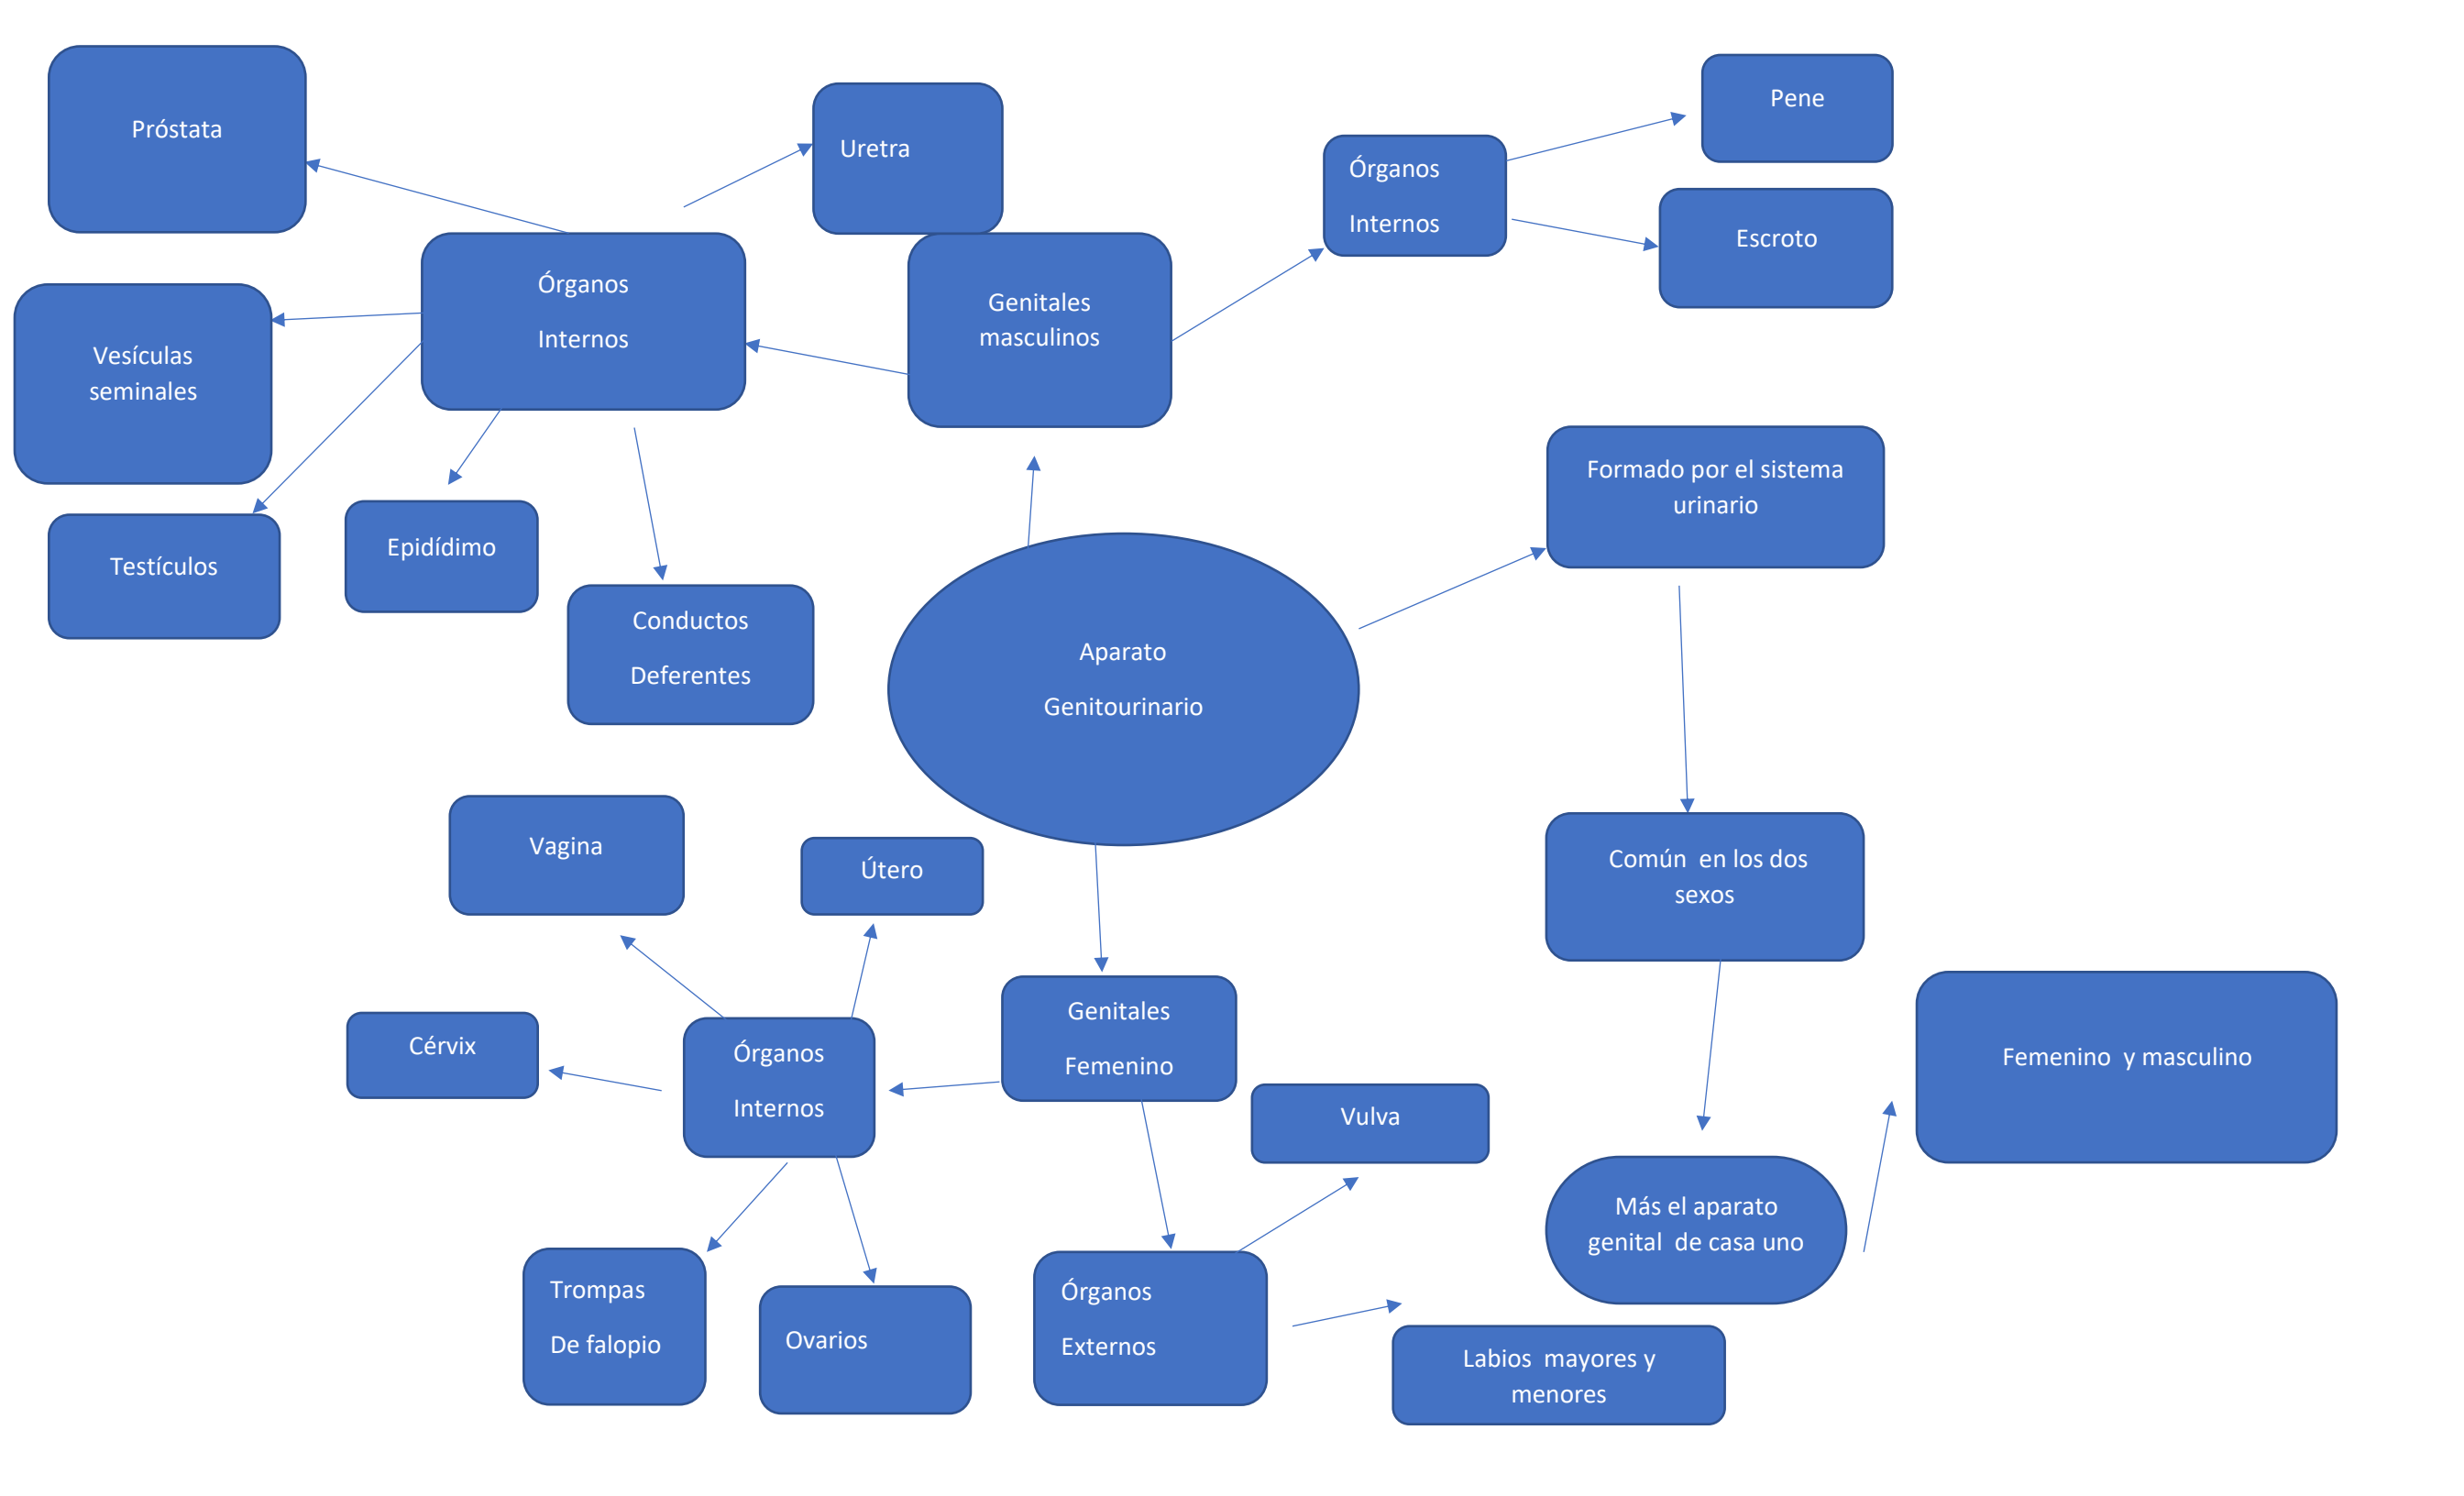 Próstata
Uretra
Pene
Órganos
Internos
Escroto
Órganos
Internos
Genitales
masculinos
Vesículas
seminales
Testículos
Epidídimo
Conductos
Deferentes
Formado por el sistema
urinario
Aparato
Genitourinario
Vagina
Útero
Común en los dos
sexos
Cérvix
Órganos
Internos
Genitales
Femenino
Vulva
Femenino y masculino
Más el aparato
genital de casa uno
Trompas
De falopio
Ovarios
Órganos
Externos
Labios mayores y
menores